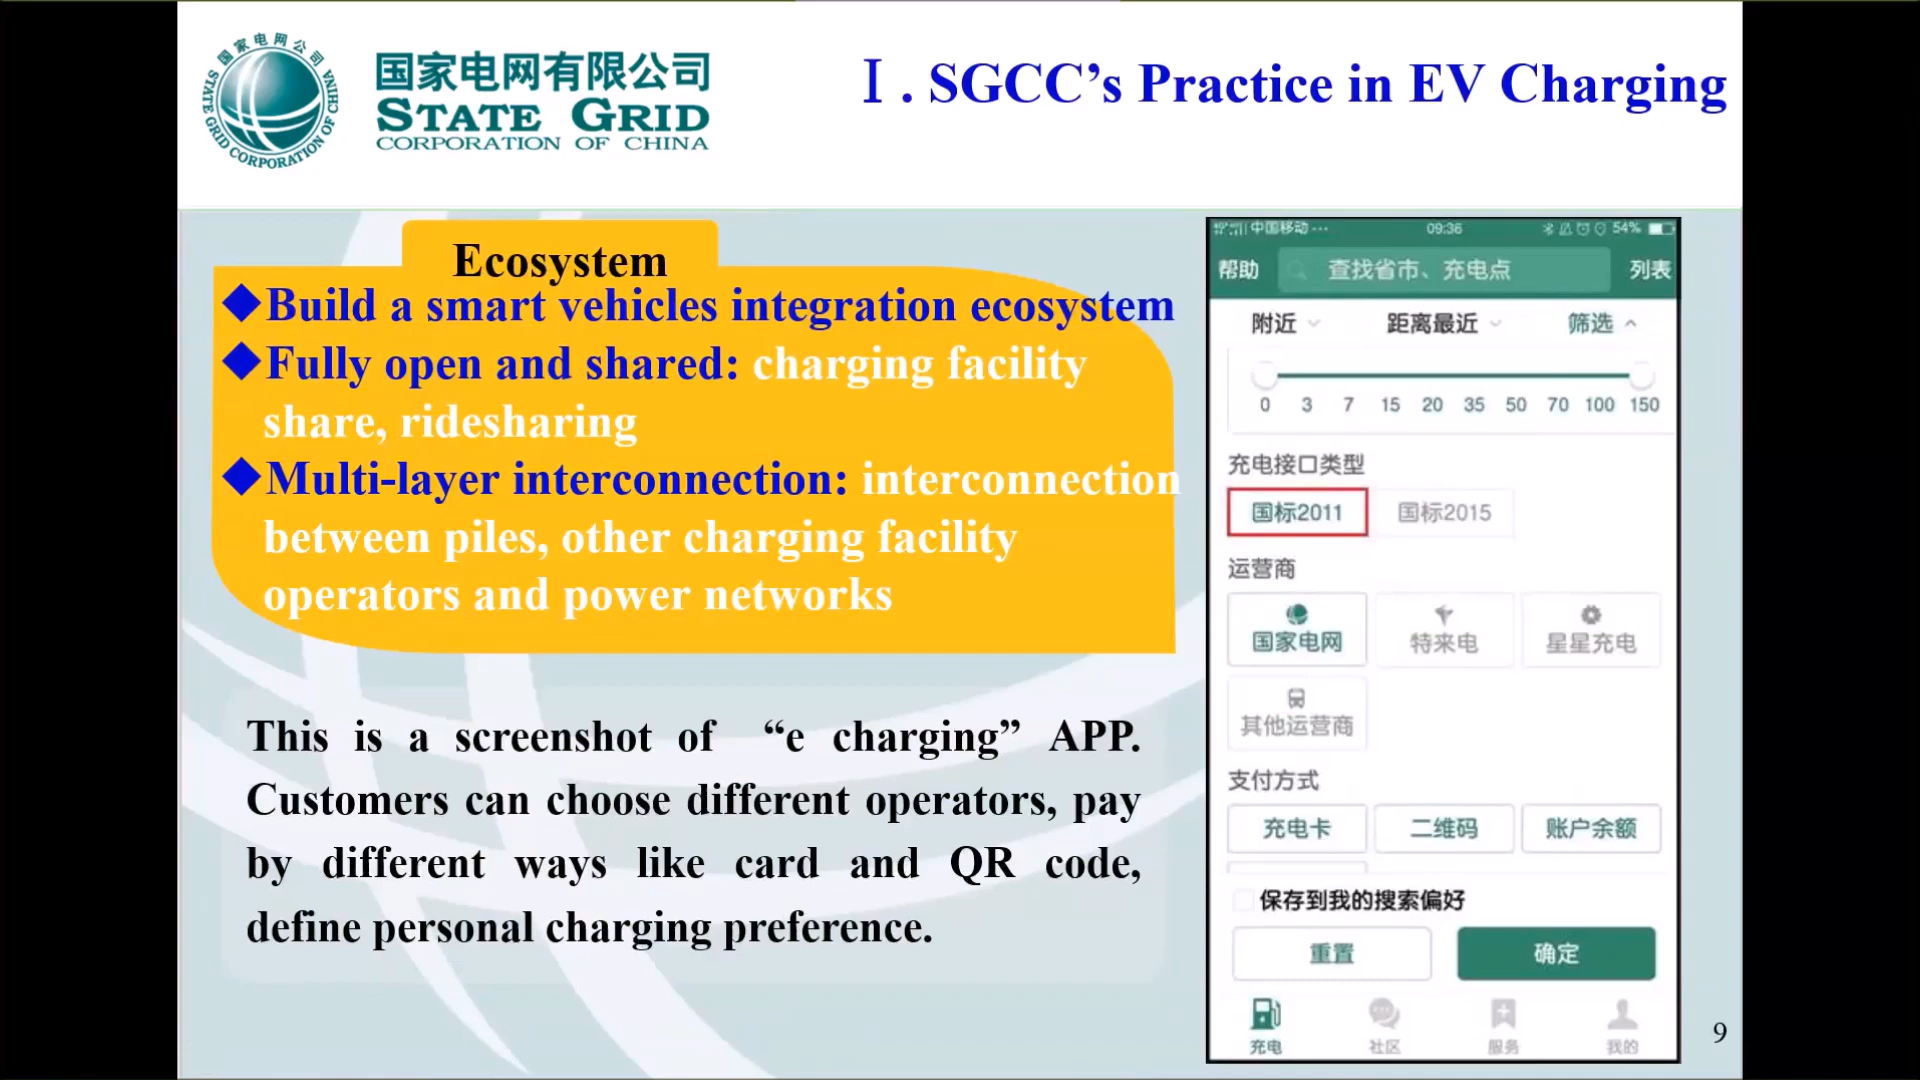 国家电网公司
STATE GRID CORPORATION OF CHINA
国家电网有限公司
STATE GRID
CORPORATION OF CHINA
Ⅰ. SGCC’s Practice in EV Charging
Ecosystem
◆Build a smart vehicles integration ecosystem
◆Fully open and shared: charging facility
share, ridesharing
◆Multi-layer interconnection: interconnection
between piles, other charging facility
operators and power networks
This is a screenshot of “e charging” APP.
Customers can choose different operators, pay
by different ways like card and QR code,
define personal charging preference.
中国移动 ··· 09:36 54%
帮助 查找省市、充电点 列表
附近 距离最近 筛选
0 3 7 15 20 35 50 70 100 150
充电接口类型
国标2011 国标2015
运营商
国家电网 特来电 星星充电
其他运营商
支付方式
充电卡 二维码 账户余额
保存到我的搜索偏好
重置 确定
充电 社区 服务 我的
9